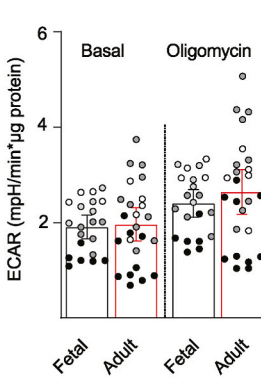 6
Basal
Oligomycin
4
2
ECAR (mpH/min*µg protein)
Fetal
Adult
Fetal
Adult